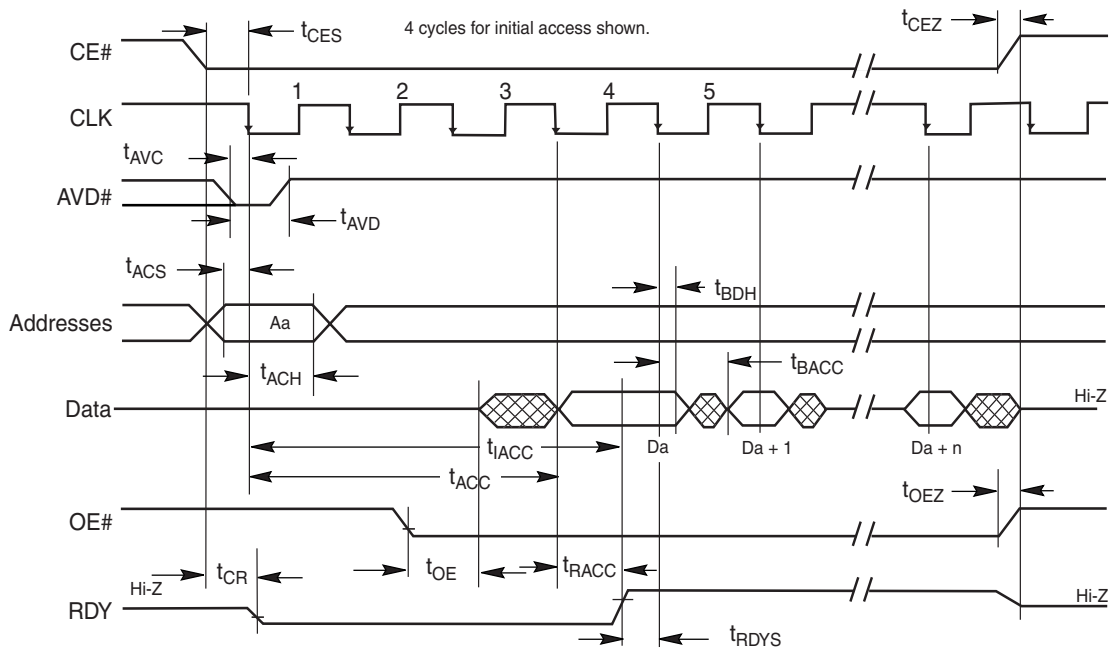 tCES
4 cycles for initial access shown.
tCEZ
CE#
1 2 3 4 5
CLK
tAVC
AVD#
tAVD
tACS
tBDH
Aa
Addresses
tACH
tBACC
Data
Hi-Z
tIACC
Da
Da + 1
Da + n
tACC
tOEZ
OE#
tCR
tOE
tRACC
Hi-Z
Hi-Z
RDY
tRDYS